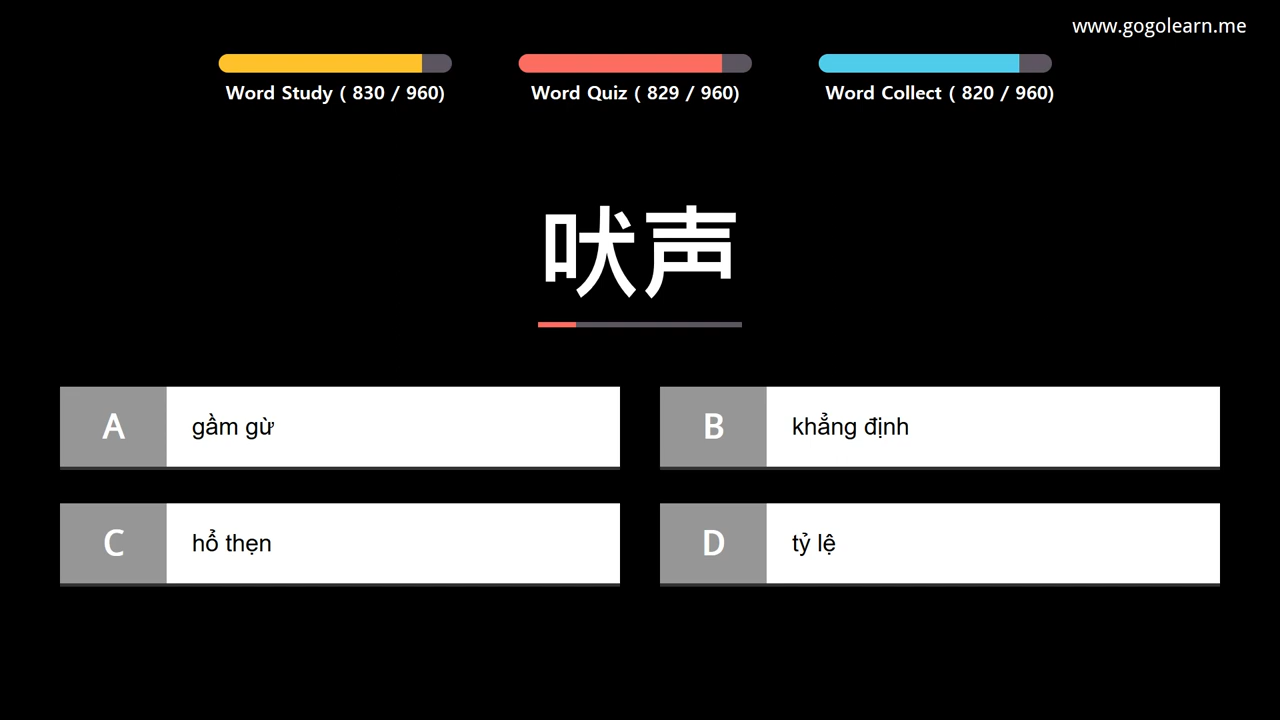 www.gogolearn.me
Word Study ( 830 / 960)
Word Quiz ( 829 / 960)
Word Collect ( 820 / 960)
吠声
A
gầm gừ
B
khẳng định
C
hổ thẹn
D
tỷ lệ